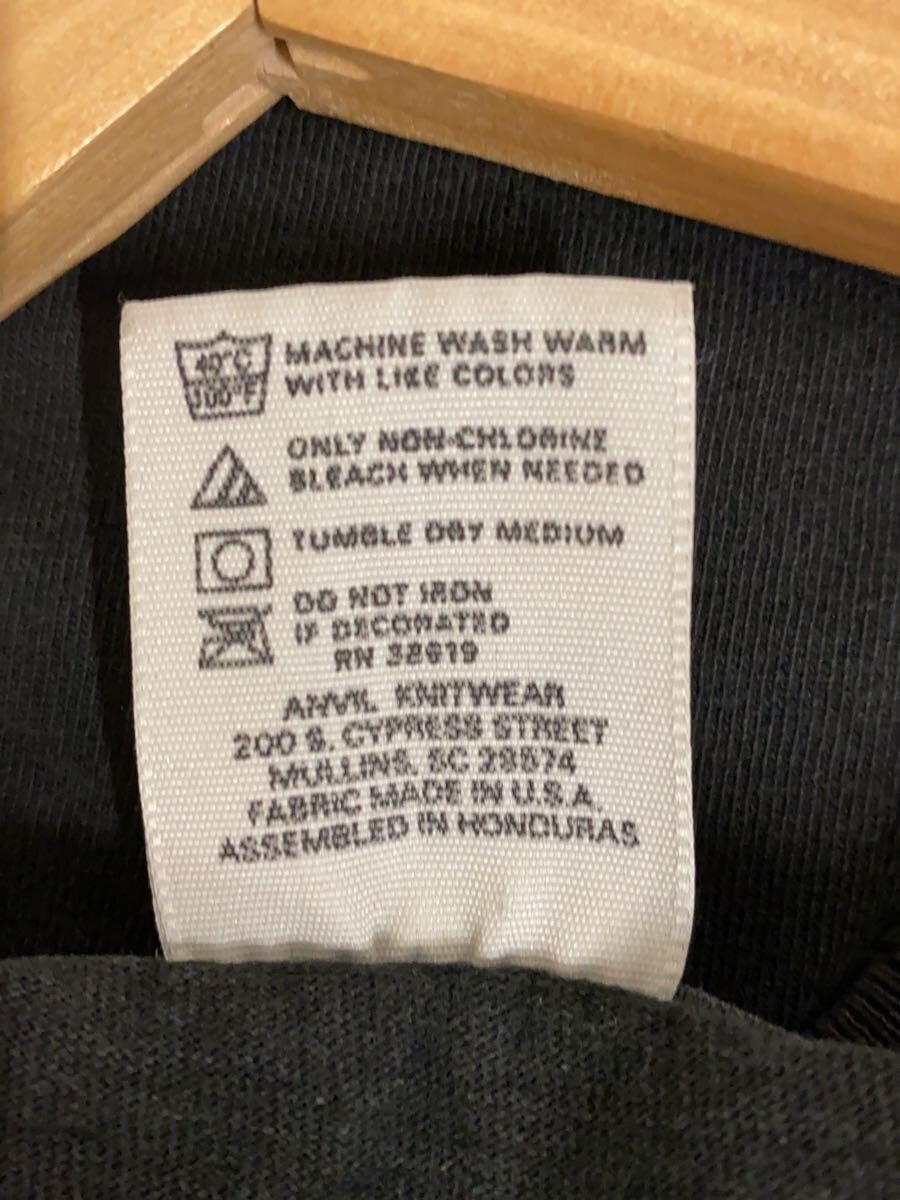 40°C
100°F
MACHINE WASH WARM
WITH LIKE COLORS
ONLY NON-CHLORINE
BLEACH WHEN NEEDED
TUMBLE DRY MEDIUM
DO NOT IRON
IF DECORATED
RN 38619
ANVIL KNITWEAR
200 S. CYPRESS STREET
MULLINS, SC 29574
FABRIC MADE IN U.S.A.
ASSEMBLED IN HONDURAS